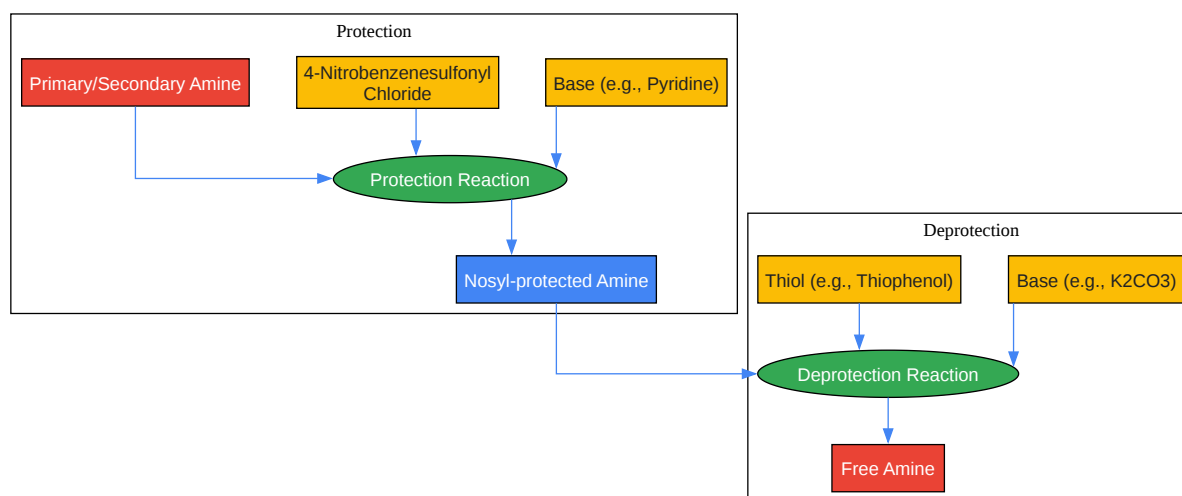 Protection
Primary/Secondary Amine
4-Nitrobenzenesulfonyl
Chloride
Base (e.g., Pyridine)
Protection Reaction
Nosyl-protected Amine
Deprotection
Thiol (e.g., Thiophenol)
Base (e.g., K2CO3)
Deprotection Reaction
Free Amine